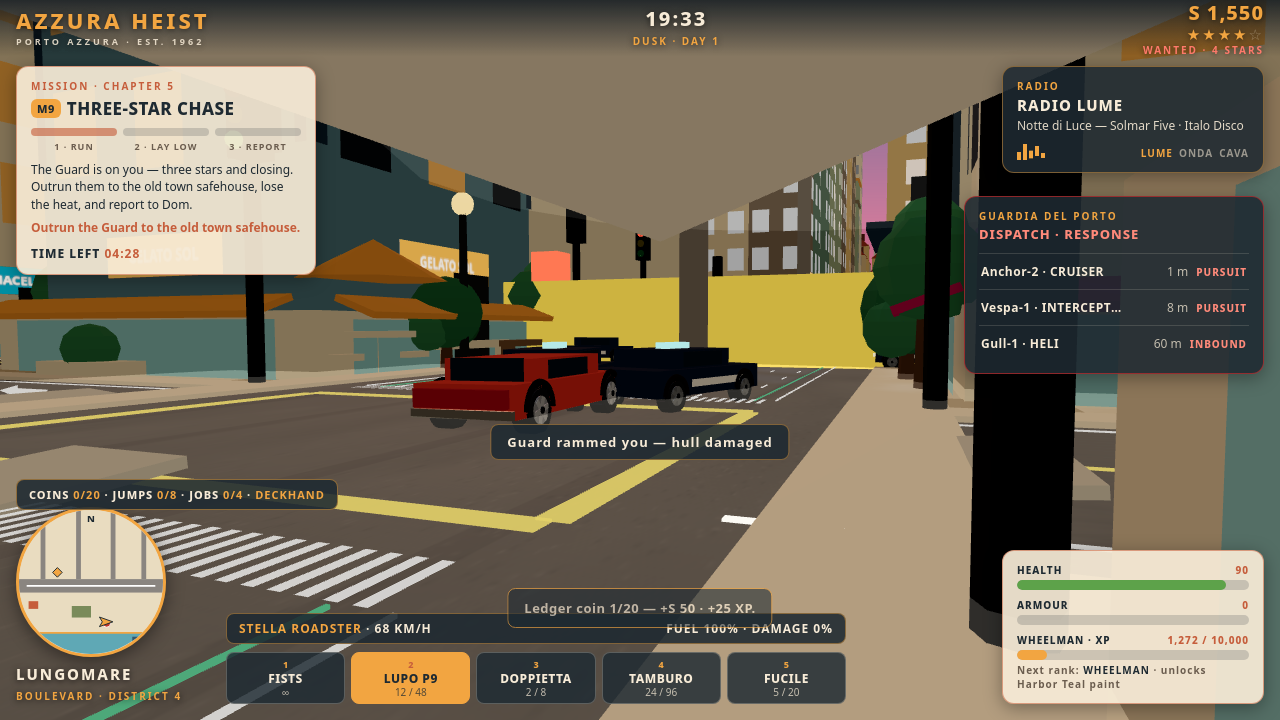 AZZURA HEIST
PORTO AZZURA · EST. 1962
19:33
DUSK · DAY 1
S 1,550
★★★★☆
WANTED · 4 STARS
MISSION · CHAPTER 5
M9 THREE-STAR CHASE
1 · RUN 2 · LAY LOW 3 · REPORT
The Guard is on you — three stars and closing.
Outrun them to the old town safehouse, lose
the heat, and report to Dom.
Outrun the Guard to the old town safehouse.
TIME LEFT 04:28
RADIO
RADIO LUME
Notte di Luce — Solmar Five · Italo Disco
LUME ONDA CAVA
GUARDIA DEL PORTO
DISPATCH · RESPONSE
Anchor-2 · CRUISER 1 m PURSUIT
Vespa-1 · INTERCEPT... 8 m PURSUIT
Gull-1 · HELI 60 m INBOUND
GELATO
Guard rammed you — hull damaged
COINS 0/20 · JUMPS 0/8 · JOBS 0/4 · DECKHAND
N
LUNGOMARE
BOULEVARD · DISTRICT 4
Ledger coin 1/20 — +S 50 · +25 XP.
STELLA ROADSTER · 68 KM/H
FUEL 100% · DAMAGE 0%
1 FISTS ∞
2 LUPO P9 12 / 48
3 DOPPIETTA 2 / 8
4 TAMBURO 24 / 96
5 FUCILE 5 / 20
HEALTH 90
ARMOUR 0
WHEELMAN · XP 1,272 / 10,000
Next rank: WHEELMAN · unlocks
Harbor Teal paint